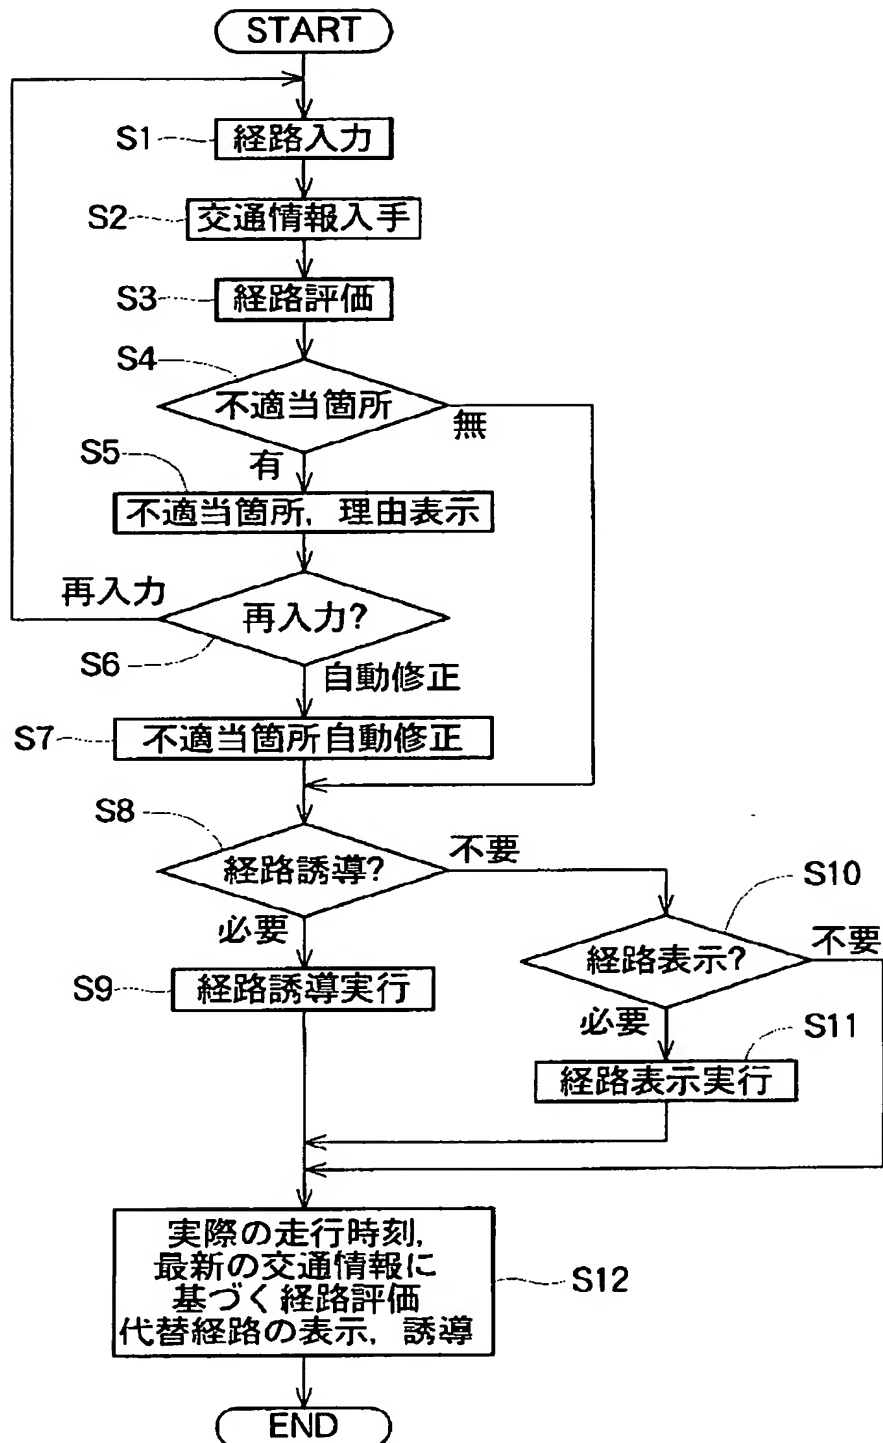 START
S1
経路入力
S2
交通情報入手
S3
経路評価
S4
不適当箇所
無
有
S5
不適当箇所, 理由表示
再入力
再入力?
S6
自動修正
S7
不適当箇所自動修正
S8
経路誘導?
不要
必要
S10
経路表示?
不要
S9
経路誘導実行
必要
S11
経路表示実行
実際の走行時刻,
最新の交通情報に
基づく経路評価
代替経路の表示, 誘導
S12
END